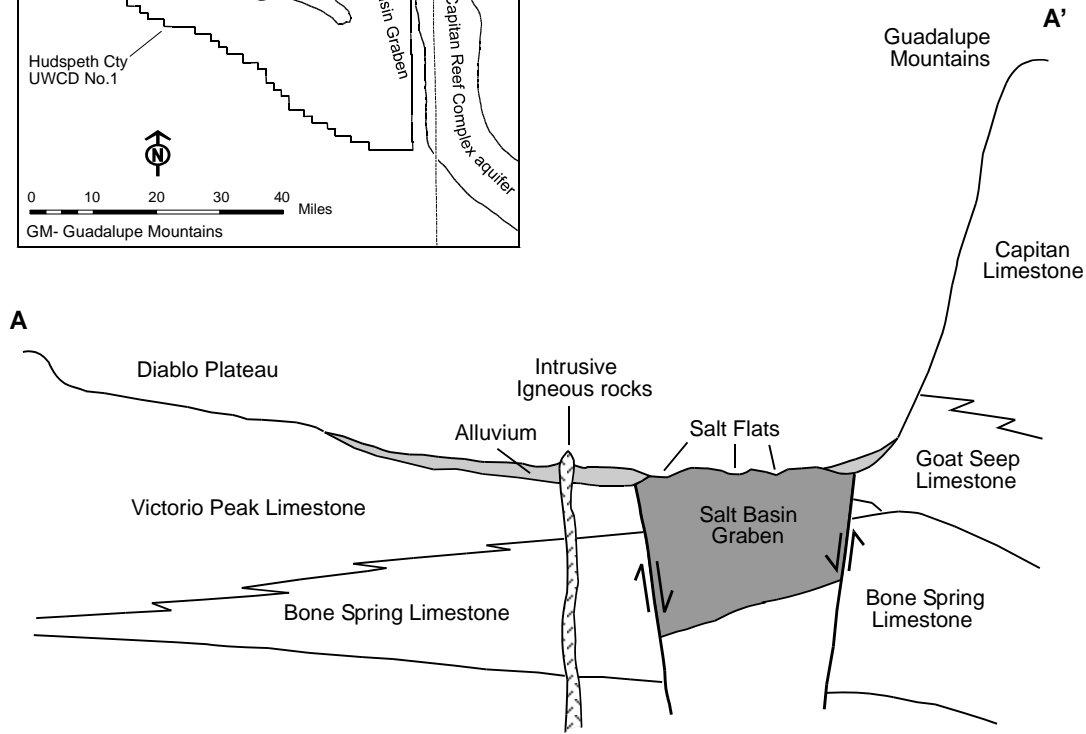 Hudspeth Cty
UWCD No.1
Graben
Capitan Reef Complex aquifer
N
0 10 20 30 40 Miles
GM- Guadalupe Mountains
A'
Guadalupe
Mountains
Capitan
Limestone
A
Diablo Plateau
Intrusive
Igneous rocks
Alluvium
Salt Flats
Goat Seep
Limestone
Victorio Peak Limestone
Salt Basin
Graben
Bone Spring Limestone
Bone Spring
Limestone